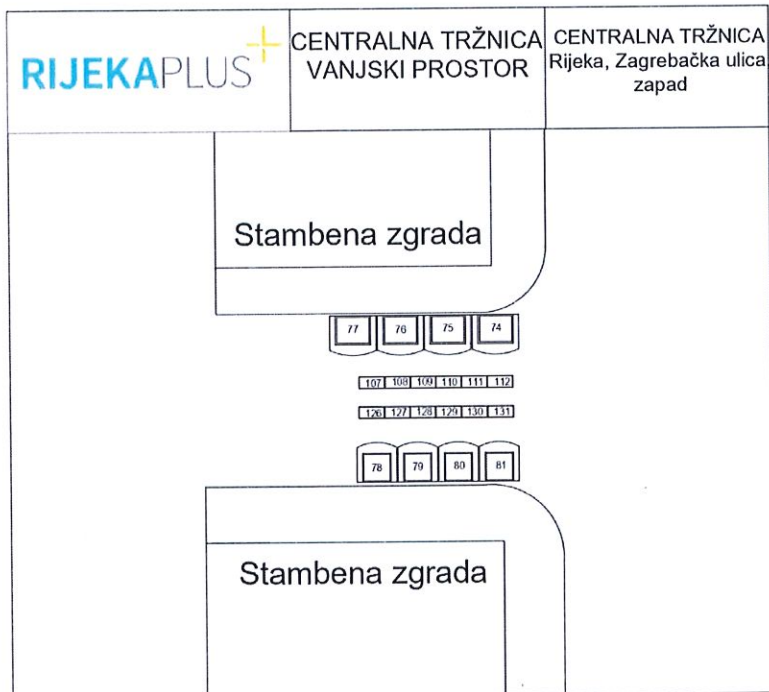 RIJEKAPLUS
CENTRALNA TRŽNICA
VANJSKI PROSTOR
CENTRALNA TRŽNICA
Rijeka, Zagrebačka ulica
zapad
Stambena zgrada
77 76 75 74
107 108 109 110 111 112
126 127 128 129 130 131
78 79 80 81
Stambena zgrada